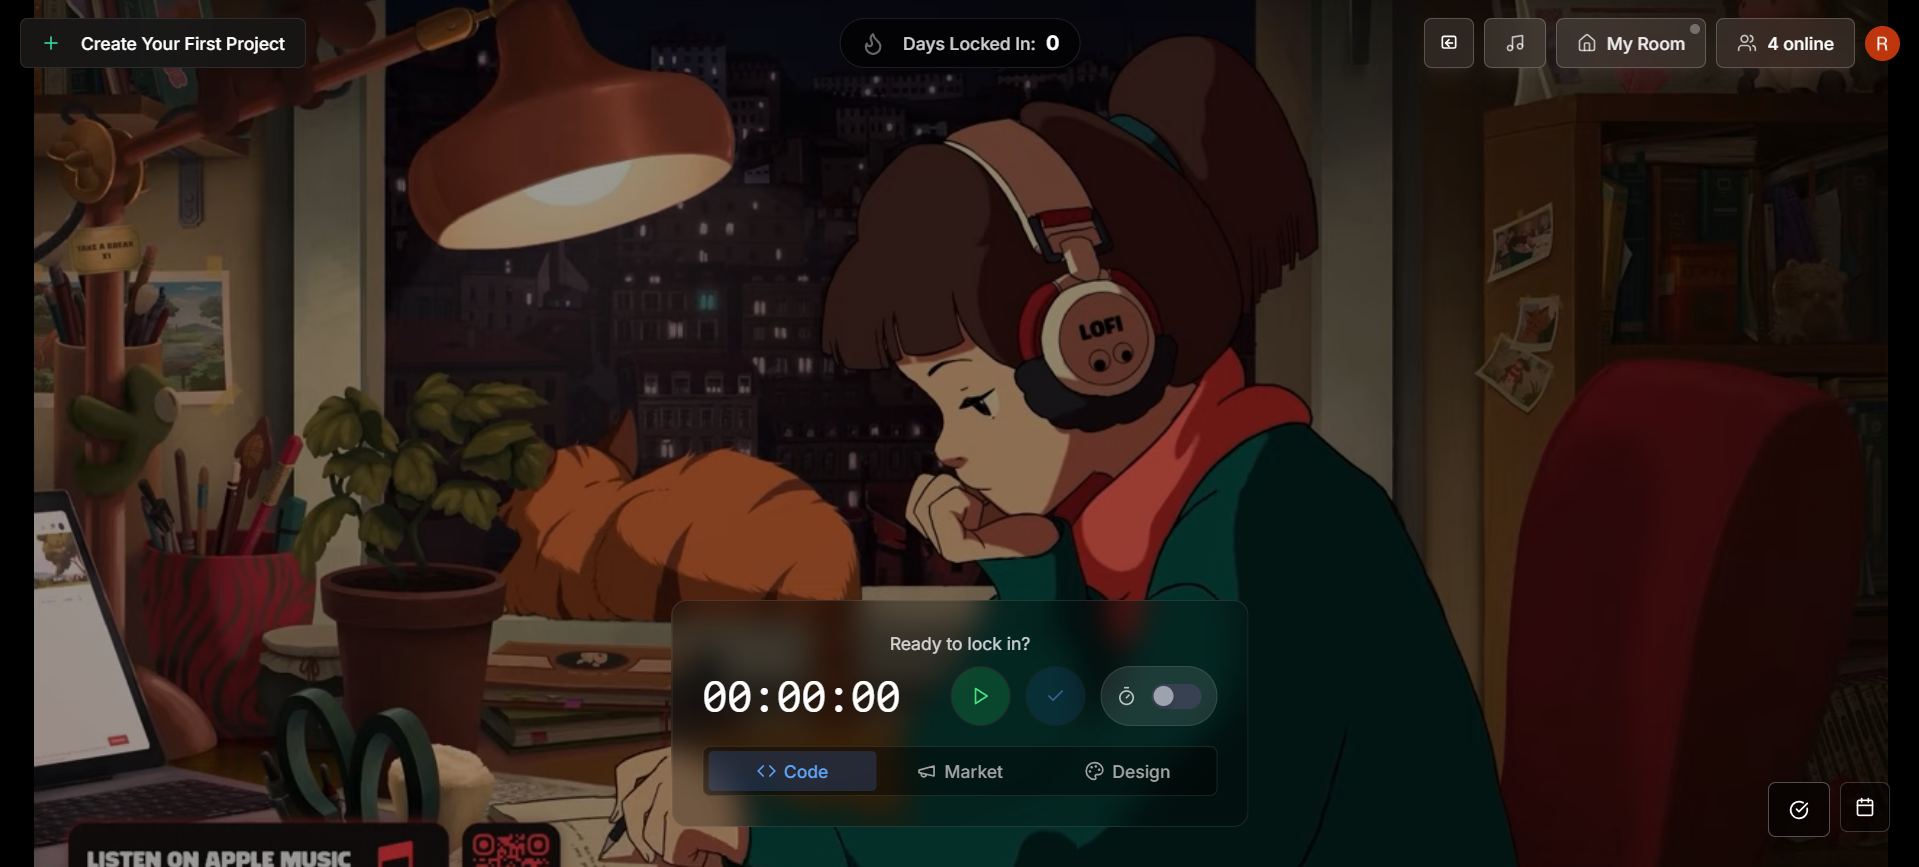 Create Your First Project
Days Locked In: 0
My Room
4 online
R
TAKE A BREAK
X1
LOFI
Ready to lock in?
00:00:00
Code
Market
Design
LISTEN ON APPLE MUSIC